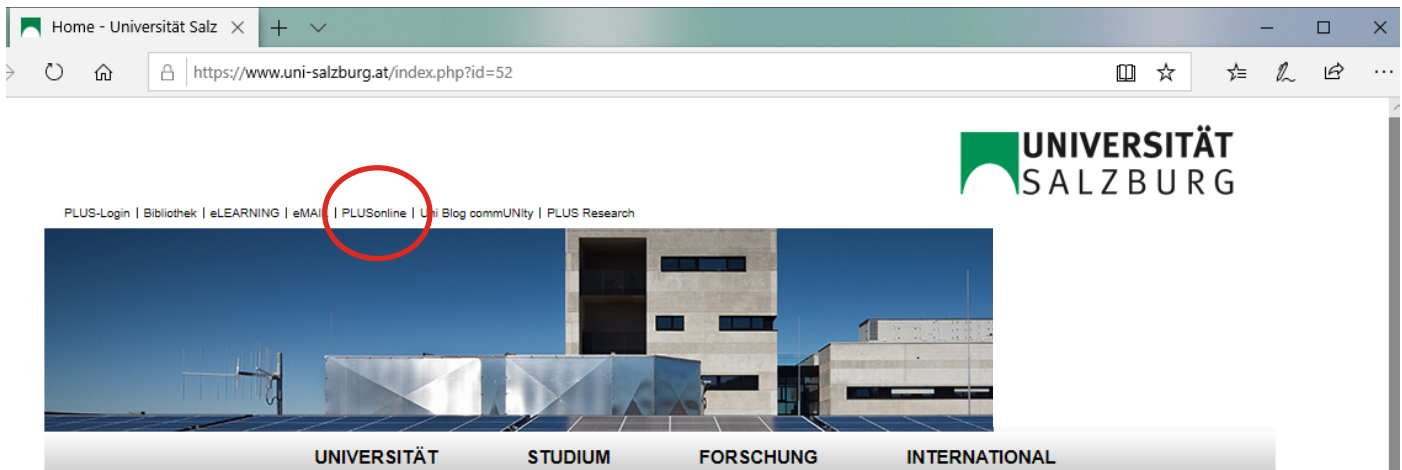 Home - Universität Salz
https://www.uni-salzburg.at/index.php?id=52
UNIVERSITÄT
SALZBURG
PLUS-Login | Bibliothek | eLEARNING | eMAIL | PLUSonline | Uni Blog commUNIty | PLUS Research
UNIVERSITÄT STUDIUM FORSCHUNG INTERNATIONAL